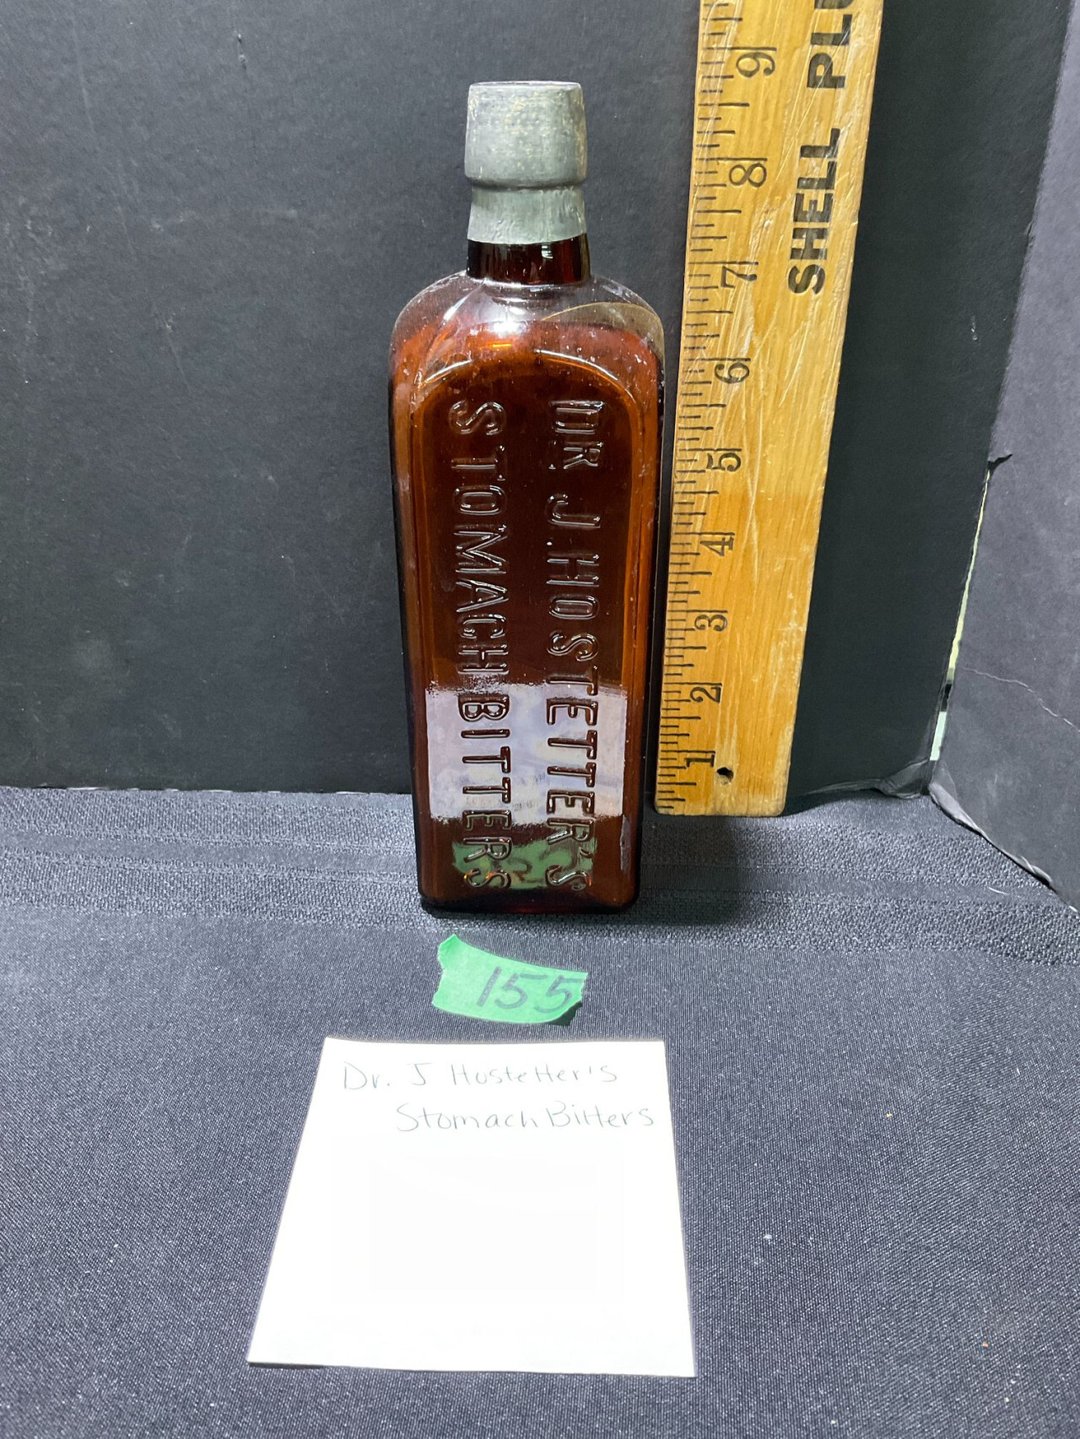 DR. J. HOSTETTER'S
STOMACH BITTERS
9
8
7
6
5
4
3
2
1
SHELL
155
Dr. J Hostetter's
Stomach Bitters